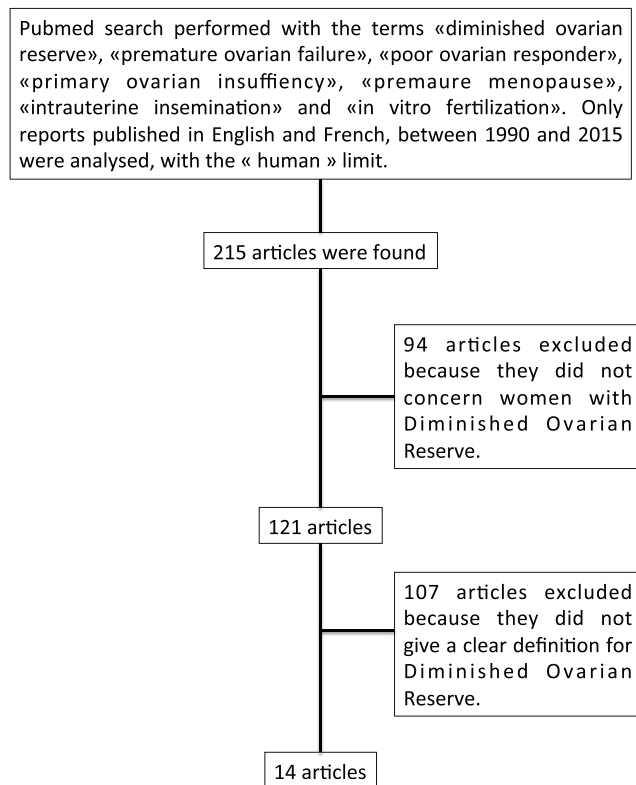 Pubmed search performed with the terms «diminished ovarian
reserve», «premature ovarian failure», «poor ovarian responder»,
«primary ovarian insuffiency», «premaure menopause»,
«intrauterine insemination» and «in vitro fertilization». Only
reports published in English and French, between 1990 and 2015
were analysed, with the « human » limit.
215 articles were found
94 articles excluded
because they did not
concern women with
Diminished Ovarian
Reserve.
121 articles
107 articles excluded
because they did not
give a clear definition for
Diminished Ovarian
Reserve.
14 articles